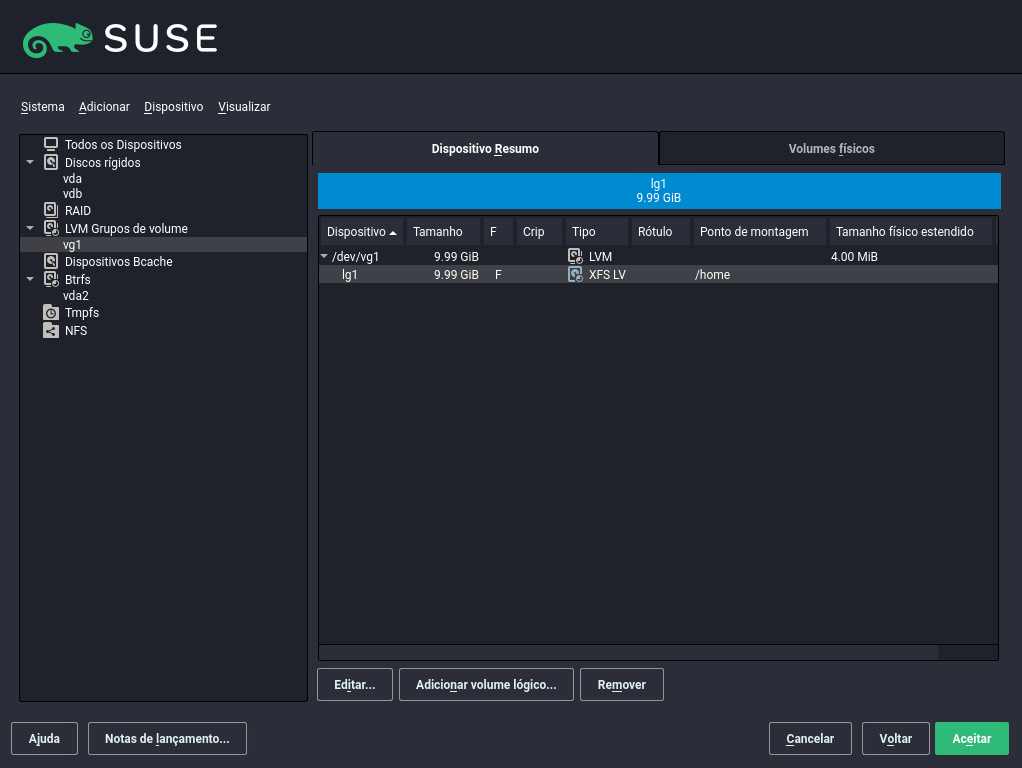 SUSE
Sistema Adicionar Dispositivo Visualizar
Todos os Dispositivos
Discos rígidos
vda
vdb
RAID
LVM Grupos de volume
vg1
Dispositivos Bcache
Btrfs
vda2
Tmpfs
NFS
Dispositivo Resumo Volumes físicos
lg1
9.99 GiB
Dispositivo Tamanho F Crip Tipo Rótulo Ponto de montagem Tamanho físico estendido
/dev/vg1 9.99 GiB LVM 4.00 MiB
lg1 9.99 GiB F XFS LV /home
Editar... Adicionar volume lógico... Remover
Ajuda Notas de lançamento... Cancelar Voltar Aceitar